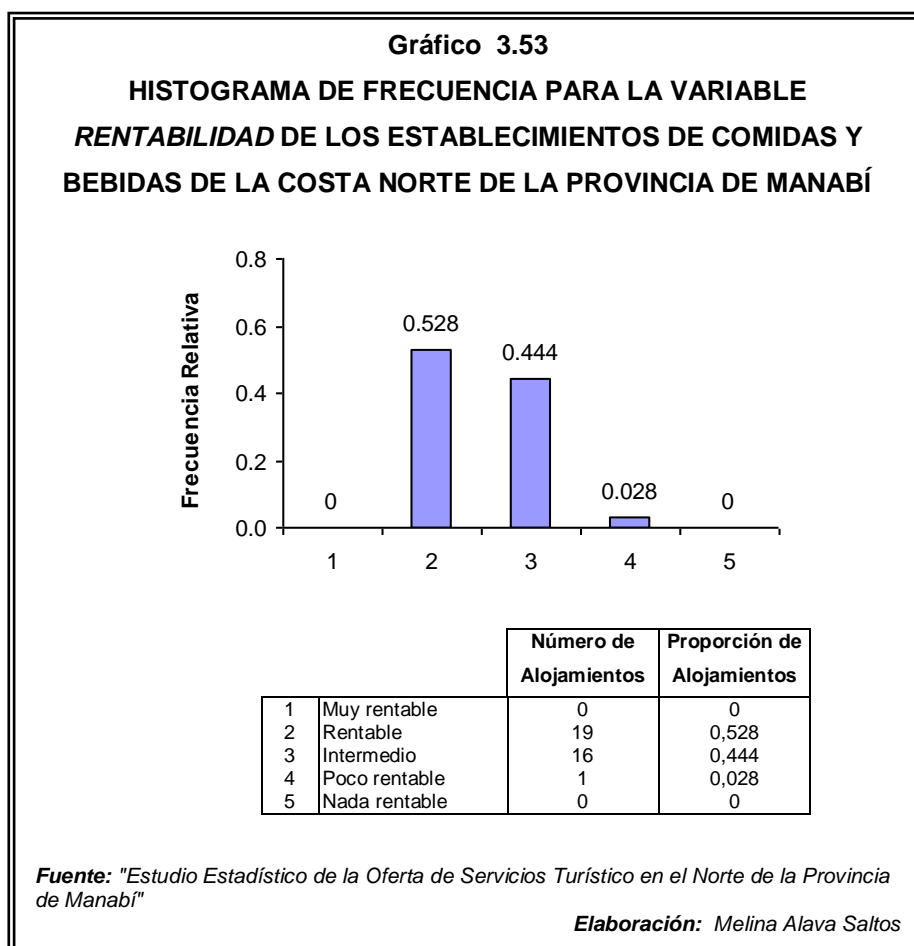 Gráfico 3.53
HISTOGRAMA DE FRECUENCIA PARA LA VARIABLE
RENTABILIDAD DE LOS ESTABLECIMIENTOS DE COMIDAS Y
BEBIDAS DE LA COSTA NORTE DE LA PROVINCIA DE MANABÍ
Frecuencia Relativa
0.8
0.6
0.4
0.2
0.0
0
0.528
0.444
0.028
0
1 2 3 4 5
Número de Proporción de
Alojamientos Alojamientos
1 Muy rentable 0 0
2 Rentable 19 0,528
3 Intermedio 16 0,444
4 Poco rentable 1 0,028
5 Nada rentable 0 0
Fuente: "Estudio Estadístico de la Oferta de Servicios Turístico en el Norte de la Provincia
de Manabí"
Elaboración: Melina Alava Saltos